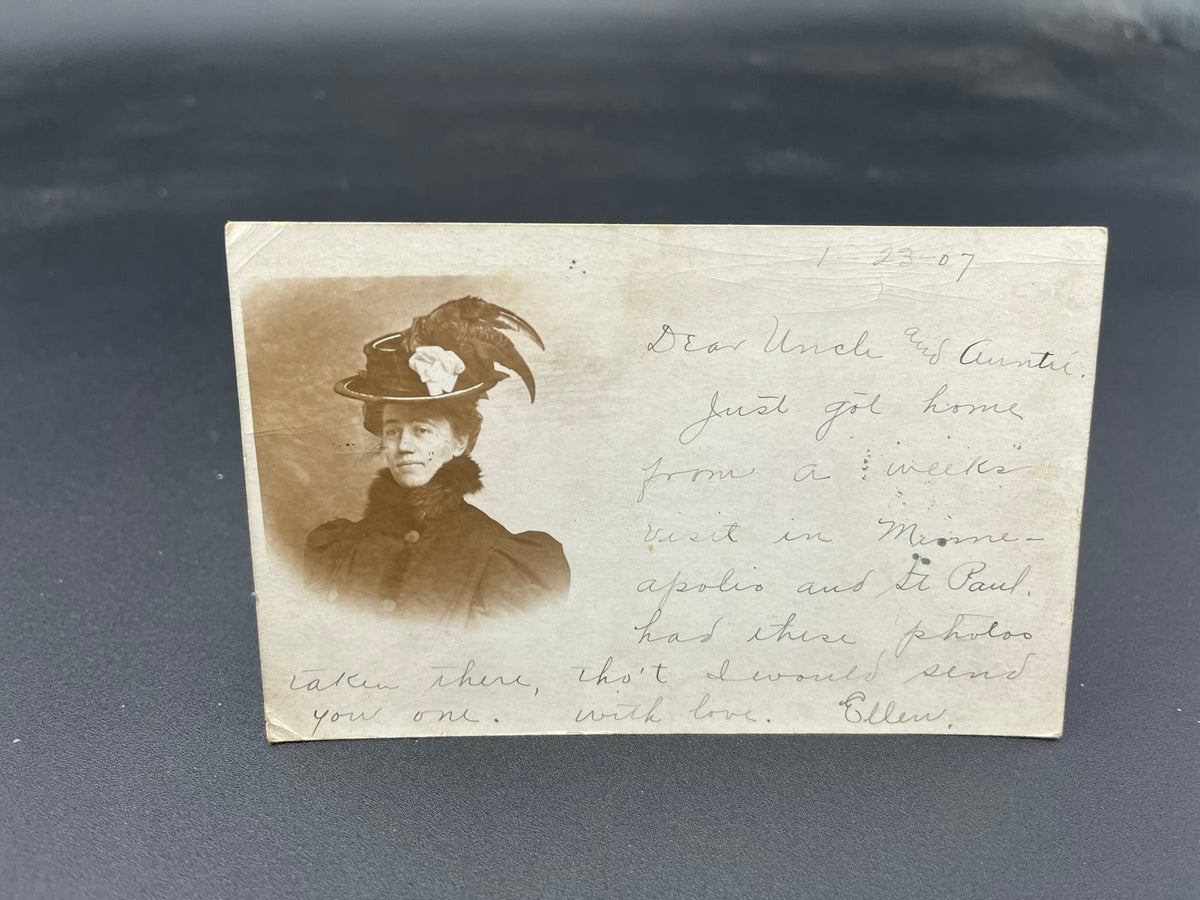 1-23-07
Dear Uncle and Auntie.
Just got home
from a weeks
visit in Minne-
apolis and St Paul.
had these photos
taken there, tho't I would send
you one. with love. Ellen.